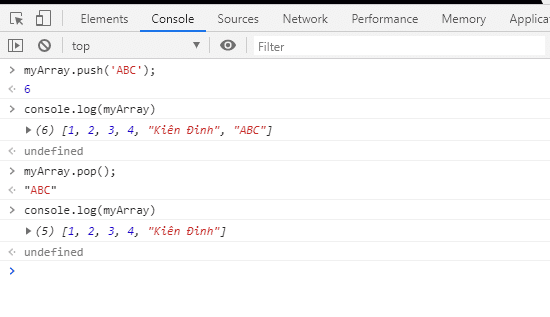 Elements Console Sources Network Performance Memory Applica
top ▼ Filter
> myArray.push('ABC');
<· 6
> console.log(myArray)
▶ (6) [1, 2, 3, 4, "Kiên Đinh", "ABC"]
<· undefined
> myArray.pop();
<· "ABC"
> console.log(myArray)
▶ (5) [1, 2, 3, 4, "Kiên Đinh"]
<· undefined
>